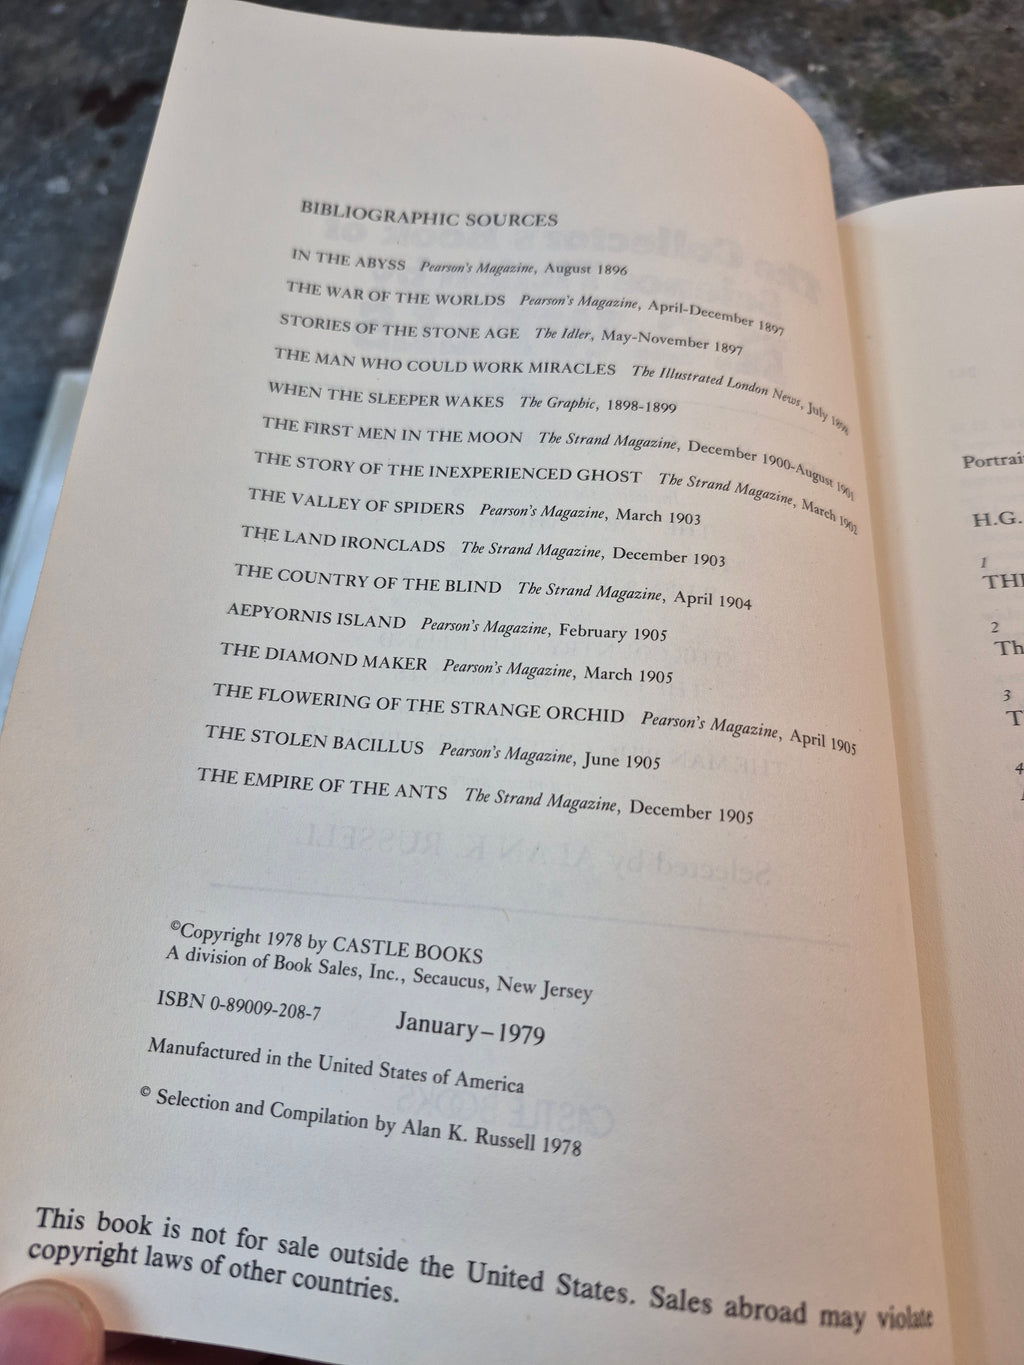 BIBLIOGRAPHIC SOURCES
IN THE ABYSS Pearson's Magazine, August 1896
THE WAR OF THE WORLDS Pearson's Magazine, April-December 1897
STORIES OF THE STONE AGE The Idler, May-November 1897
THE MAN WHO COULD WORK MIRACLES The Illustrated London News, July 1898
WHEN THE SLEEPER WAKES The Graphic, 1898-1899
THE FIRST MEN IN THE MOON The Strand Magazine, December 1900-August 1901
THE STORY OF THE INEXPERIENCED GHOST The Strand Magazine, March 1902
THE VALLEY OF SPIDERS Pearson's Magazine, March 1903
THE LAND IRONCLADS The Strand Magazine, December 1903
THE COUNTRY OF THE BLIND The Strand Magazine, April 1904
AEPYORNIS ISLAND Pearson's Magazine, February 1905
THE DIAMOND MAKER Pearson's Magazine, March 1905
THE FLOWERING OF THE STRANGE ORCHID Pearson's Magazine, April 1905
THE STOLEN BACILLUS Pearson's Magazine, June 1905
THE EMPIRE OF THE ANTS The Strand Magazine, December 1905
©Copyright 1978 by CASTLE BOOKS
A division of Book Sales, Inc., Secaucus, New Jersey
ISBN 0-89009-208-7 January–1979
Manufactured in the United States of America
© Selection and Compilation by Alan K. Russell 1978
This book is not for sale outside the United States. Sales abroad may violate
copyright laws of other countries.
H.G.
1
2
3